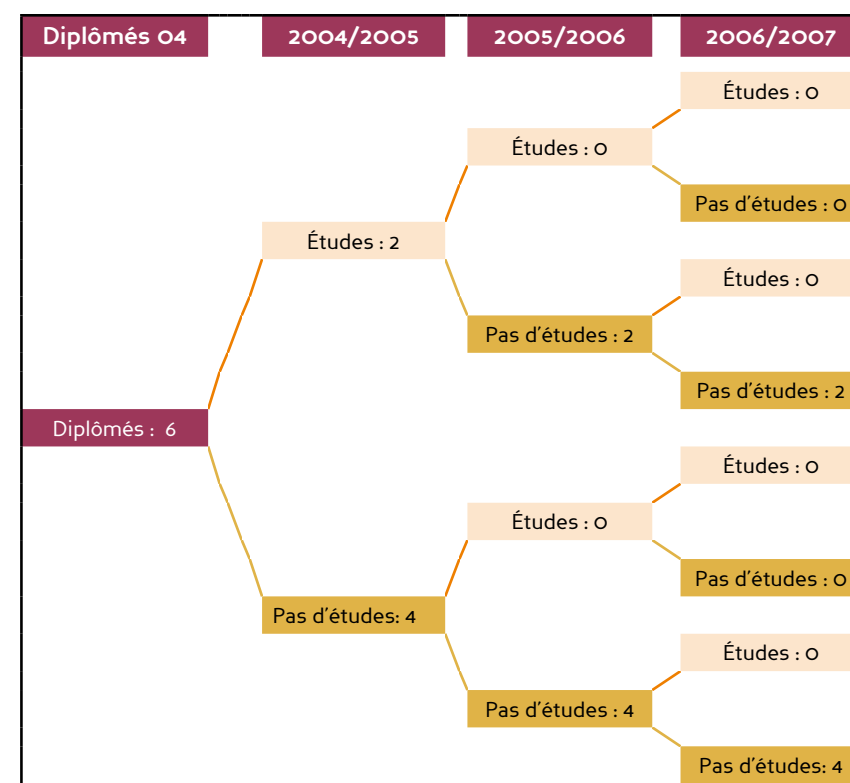 Diplômés 04 2004/2005 2005/2006 2006/2007
Études : 0
Études : 0
Pas d'études : 0
Études : 2
Études : 0
Pas d'études : 2
Pas d'études : 2
Diplômés : 6
Études : 0
Études : 0
Pas d'études : 0
Pas d'études: 4
Études : 0
Pas d'études : 4
Pas d'études: 4